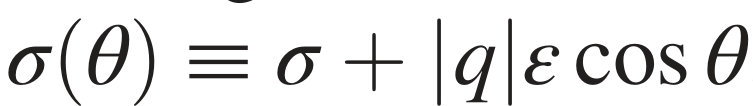 σ(θ) ≡ σ + |q|ε cos θ